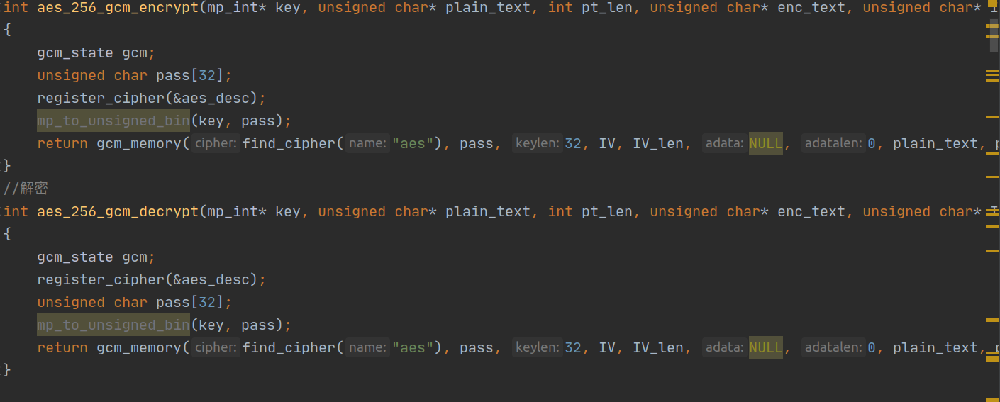 int aes_256_gcm_encrypt(mp_int* key, unsigned char* plain_text, int pt_len, unsigned char* enc_text, unsigned char*
{
gcm_state gcm;
unsigned char pass[32];
register_cipher(&aes_desc);
mp_to_unsigned_bin(key, pass);
return gcm_memory( cipher: find_cipher( name: "aes"), pass, keylen: 32, IV, IV_len, adata: NULL, adatalen: 0, plain_text,
}
//解密
int aes_256_gcm_decrypt(mp_int* key, unsigned char* plain_text, int pt_len, unsigned char* enc_text, unsigned char*
{
gcm_state gcm;
register_cipher(&aes_desc);
unsigned char pass[32];
mp_to_unsigned_bin(key, pass);
return gcm_memory( cipher: find_cipher( name: "aes"), pass, keylen: 32, IV, IV_len, adata: NULL, adatalen: 0, plain_text,
}